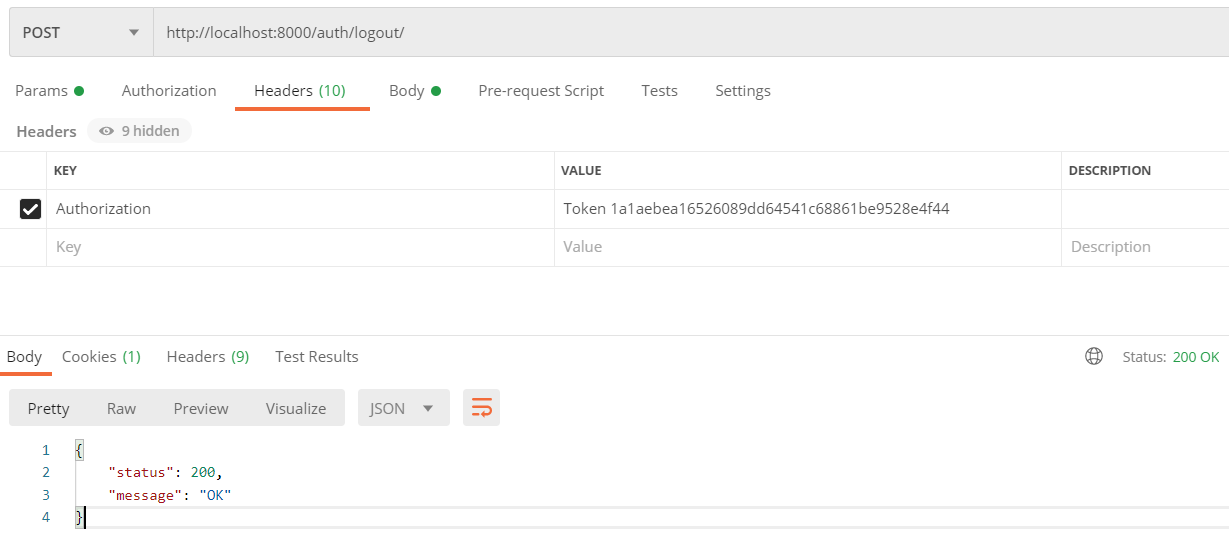 POST http://localhost:8000/auth/logout/
Params Authorization Headers (10) Body Pre-request Script Tests Settings
Headers 9 hidden
KEY VALUE DESCRIPTION
Authorization Token 1a1aebea16526089dd64541c68861be9528e4f44
Key Value Description
Body Cookies (1) Headers (9) Test Results Status: 200 OK
Pretty Raw Preview Visualize JSON
1 {
2 "status": 200,
3 "message": "OK"
4 }